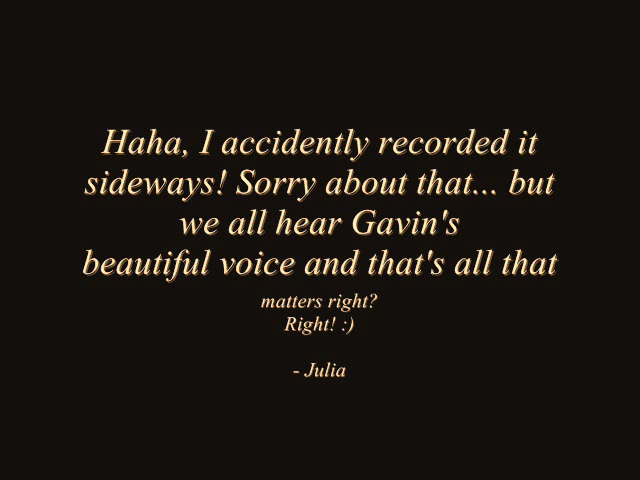 Haha, I accidently recorded it
sideways! Sorry about that... but
we all hear Gavin's
beautiful voice and that's all that
matters right?
Right! :)
- Julia